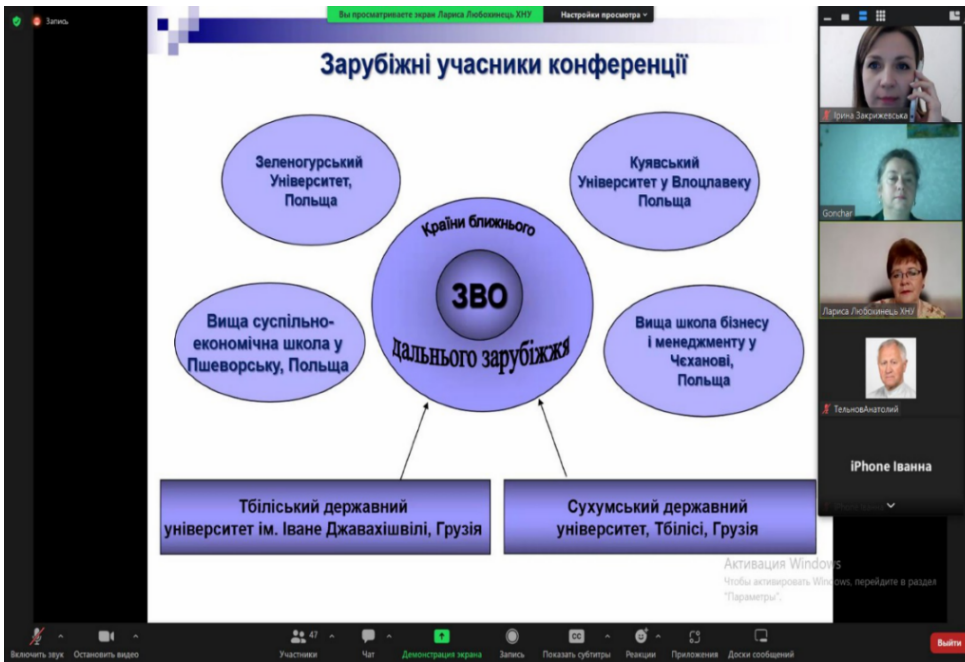 Запись
Вы просматриваете экран Лариса Любохинець ХНУ
Настройки просмотра
Зарубіжні учасники конференції
Зеленогурський
Університет,
Польща
Куявський
Університет у Влоцлавеку
Польща
Країни ближнього
ЗВО
дальнього зарубіжжя
Вища суспільно-
економічна школа у
Пшеворську, Польща
Вища школа бізнесу
і менеджменту у
Чєханові,
Польща
Тбіліський державний
університет ім. Іване Джавахішвілі, Грузія
Сухумський державний
університет, Тбілісі, Грузія
Ірина Закрижевська
Gonchar
Лариса Любохинець ХНУ
ТельновАнатолий
iPhone Іванна
Активация Windows
Чтобы активировать Windows, перейдите в раздел
"Параметры".
Включить звук
Остановить видео
47
Участники
Чат
Демонстрация экрана
Запись
CC
Показать субтитры
Реакции
Приложения
Доски сообщений
Выйти